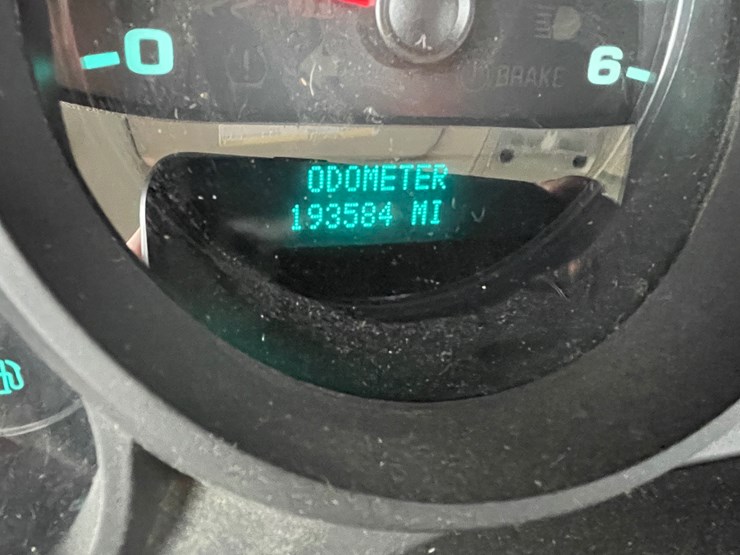 0
6
BRAKE
ODOMETER
193584 MI